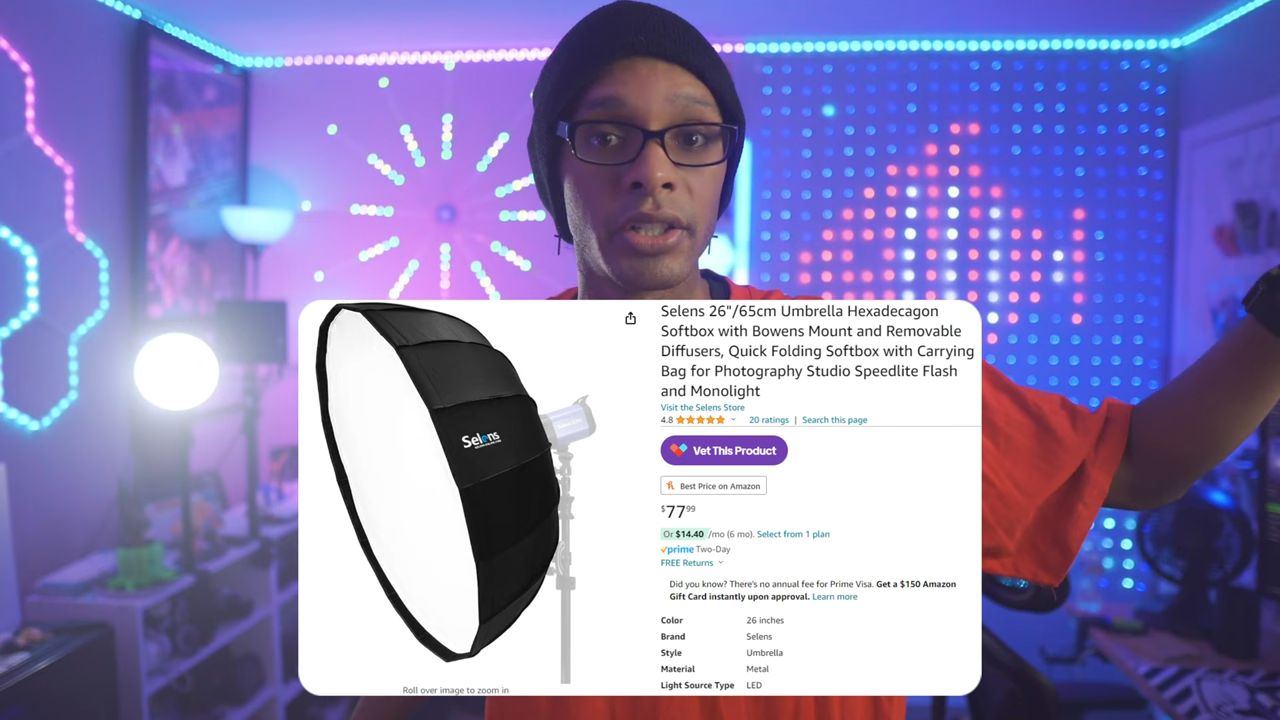 Selens 26"/65cm Umbrella Hexadecagon
Softbox with Bowens Mount and Removable
Diffusers, Quick Folding Softbox with Carrying
Bag for Photography Studio Speedlite Flash
and Monolight
Visit the Selens Store
4.8 20 ratings | Search this page
Vet This Product
Best Price on Amazon
$77 99
Or $14.40 /mo (6 mo). Select from 1 plan
prime Two-Day
FREE Returns
Did you know? There's no annual fee for Prime Visa. Get a $150 Amazon
Gift Card instantly upon approval. Learn more
Color 26 inches
Brand Selens
Style Umbrella
Material Metal
Light Source Type LED
Selens
Roll over image to zoom in